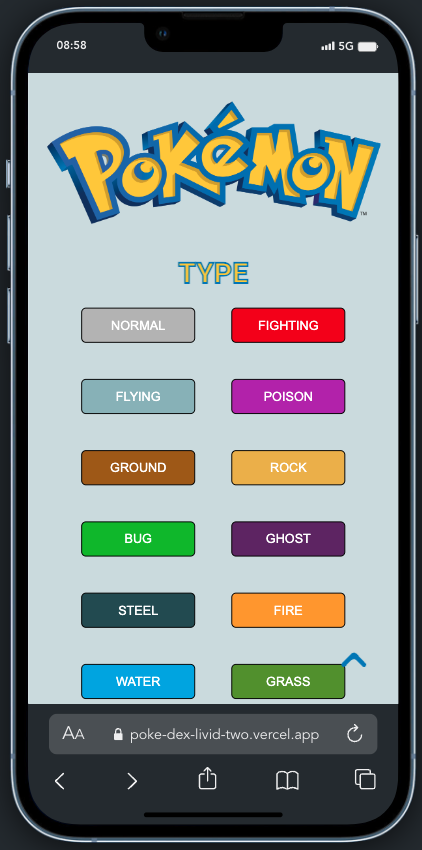 08:58 5G
POKéMON
™
TYPE
NORMAL FIGHTING
FLYING POISON
GROUND ROCK
BUG GHOST
STEEL FIRE
WATER GRASS
AA poke-dex-livid-two.vercel.app